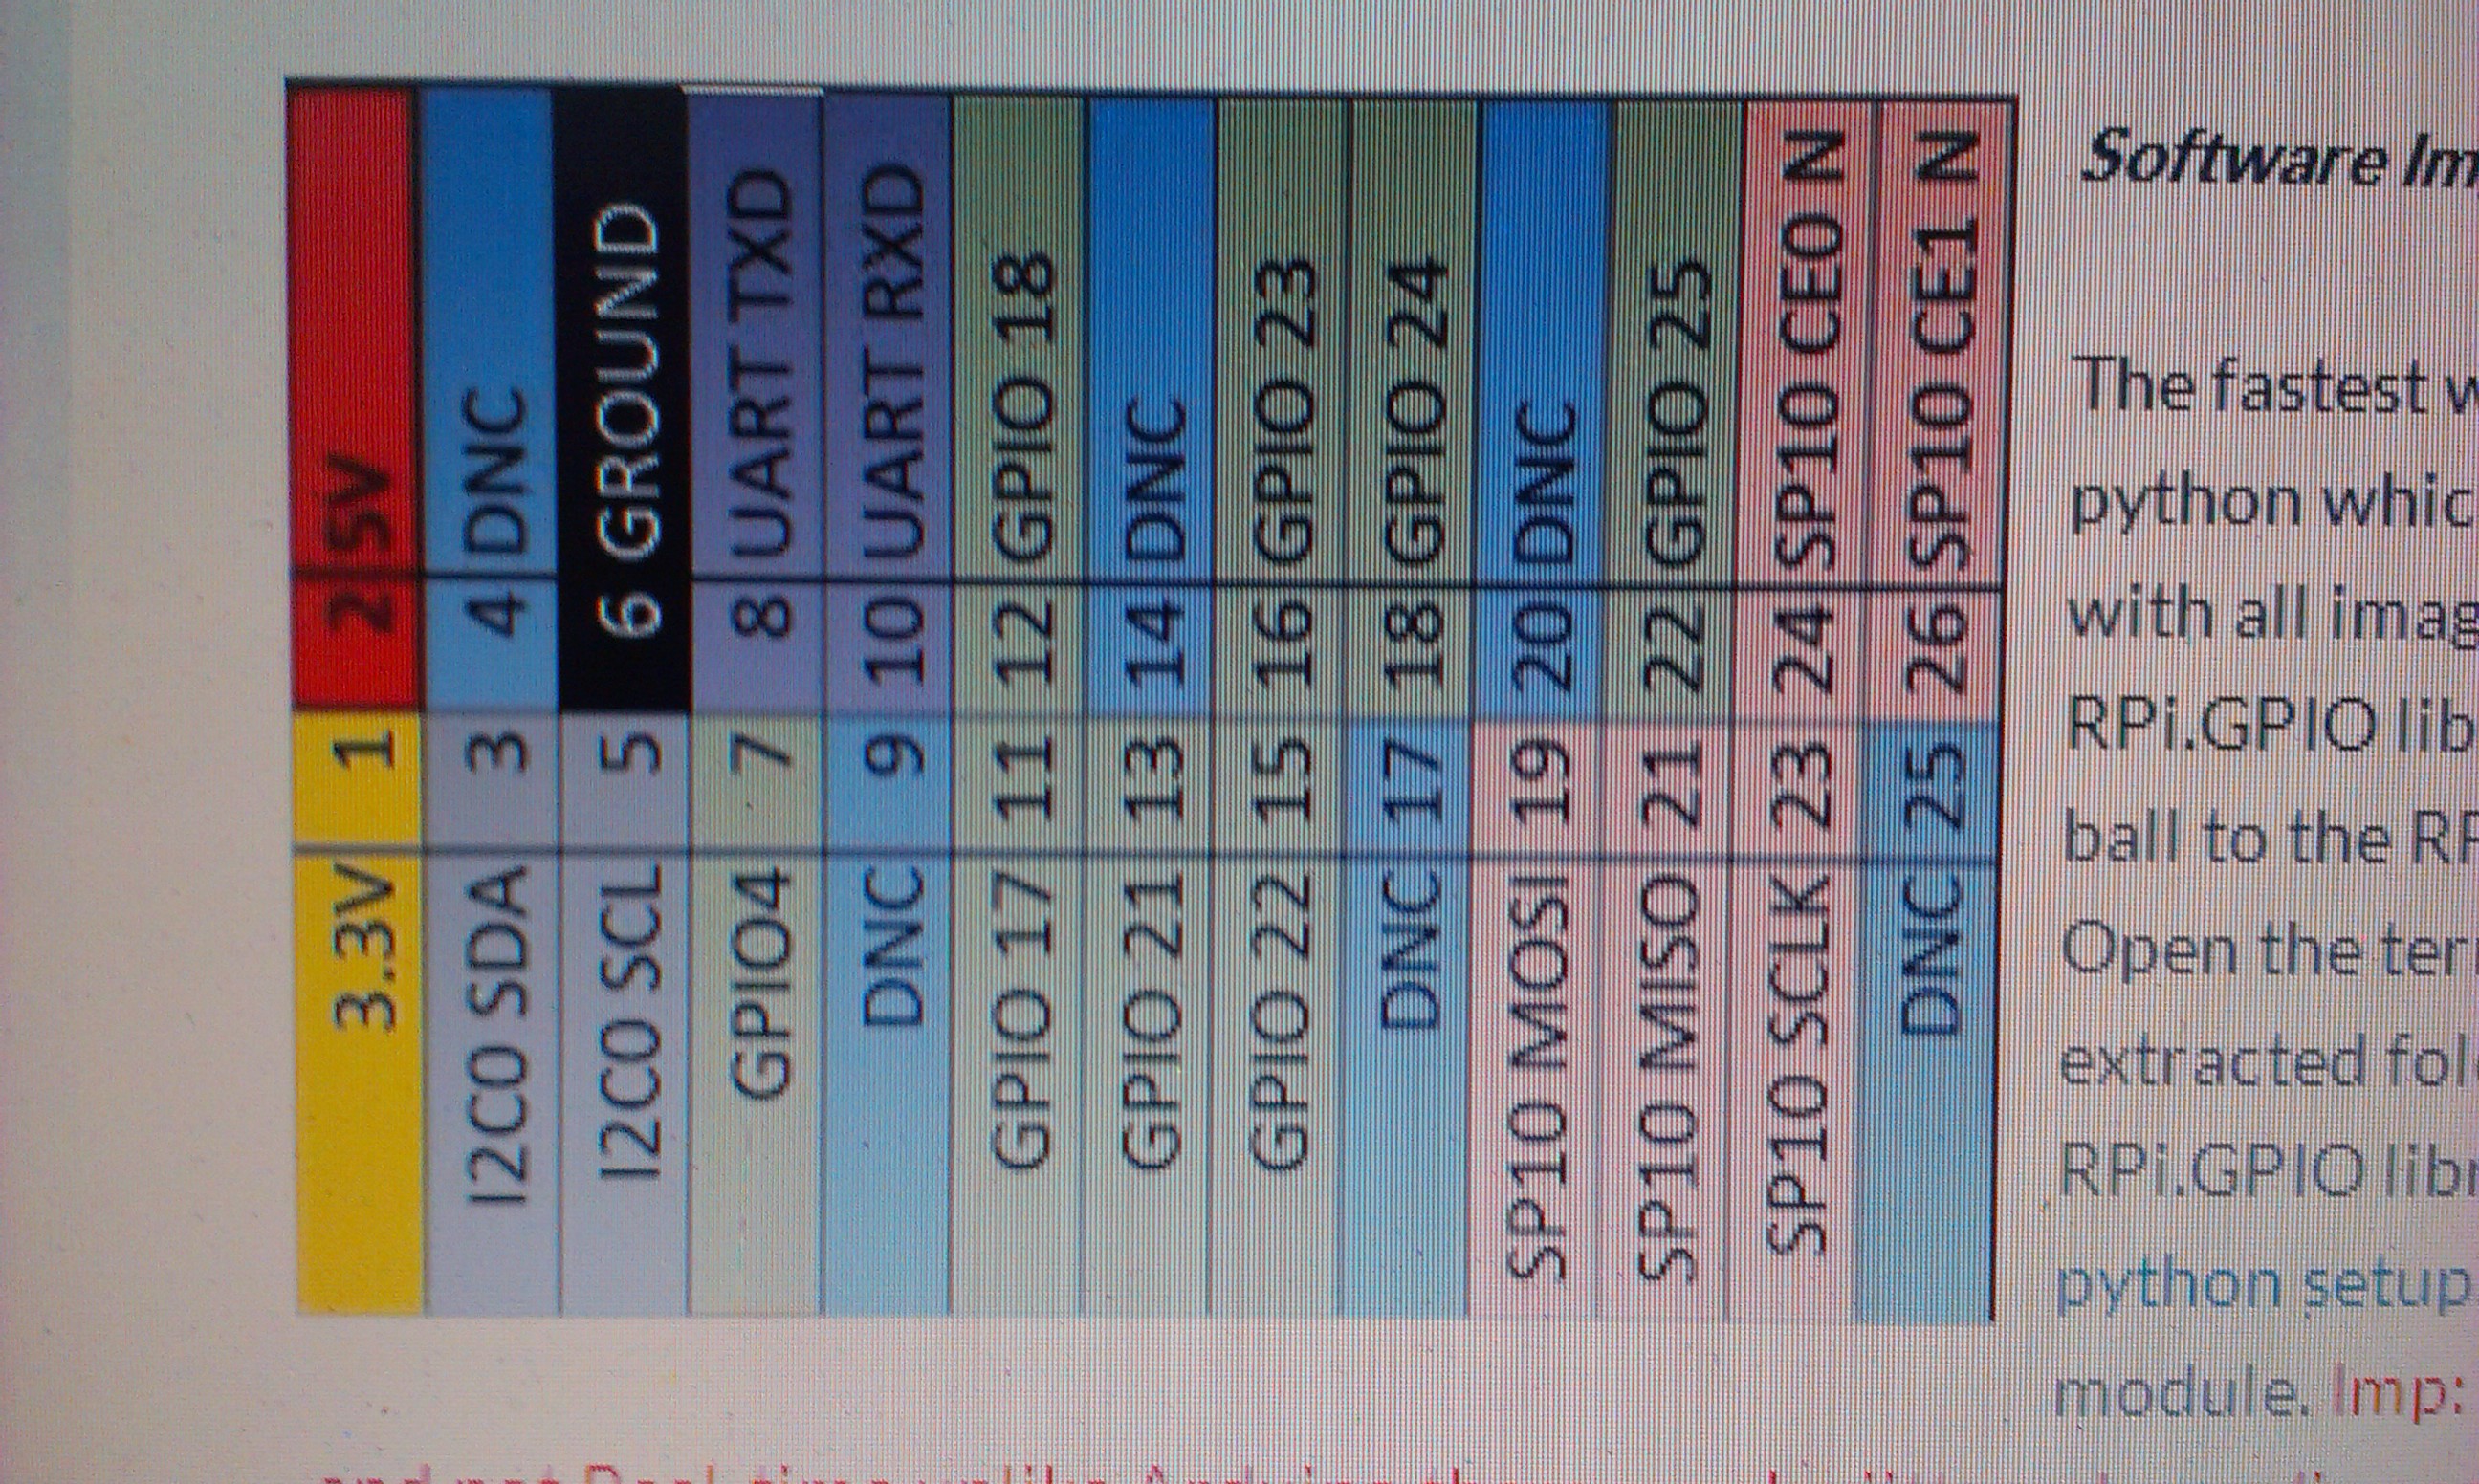 3.3V 1 2 5V
I2C0 SDA 3 4 DNC
I2C0 SCL 5 6 GROUND
GPIO4 7 8 UART TXD
DNC 9 10 UART RXD
GPIO 17 11 12 GPIO 18
GPIO 21 13 14 DNC
GPIO 22 15 16 GPIO 23
DNC 17 18 GPIO 24
SP10 MOSI 19 20 DNC
SP10 MISO 21 22 GPIO 25
SP10 SCLK 23 24 SP10 CE0 N
DNC 25 26 SP10 CE1 N
Software Im
The fastest w
python whic
with all imag
RPi.GPIO lib
ball to the RP
Open the ter
extracted fol
RPi.GPIO libr
python setup
module. Imp: